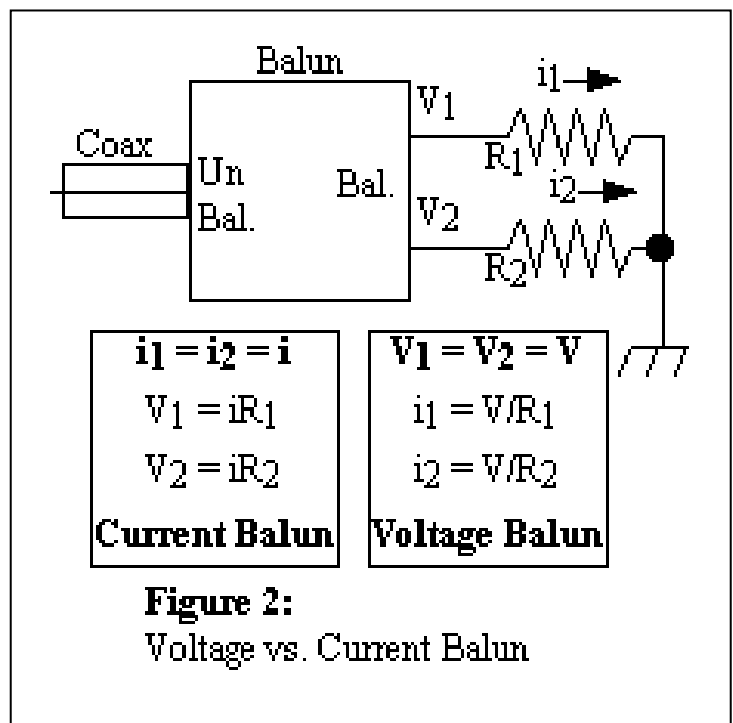 Balun
i1
V1
Coax
R1
Un
Bal.
i2
Bal.
V2
R2
i1 = i2 = i
V1 = iR1
V2 = iR2
Current Balun
V1 = V2 = V
i1 = V/R1
i2 = V/R2
Voltage Balun
Figure 2:
Voltage vs. Current Balun